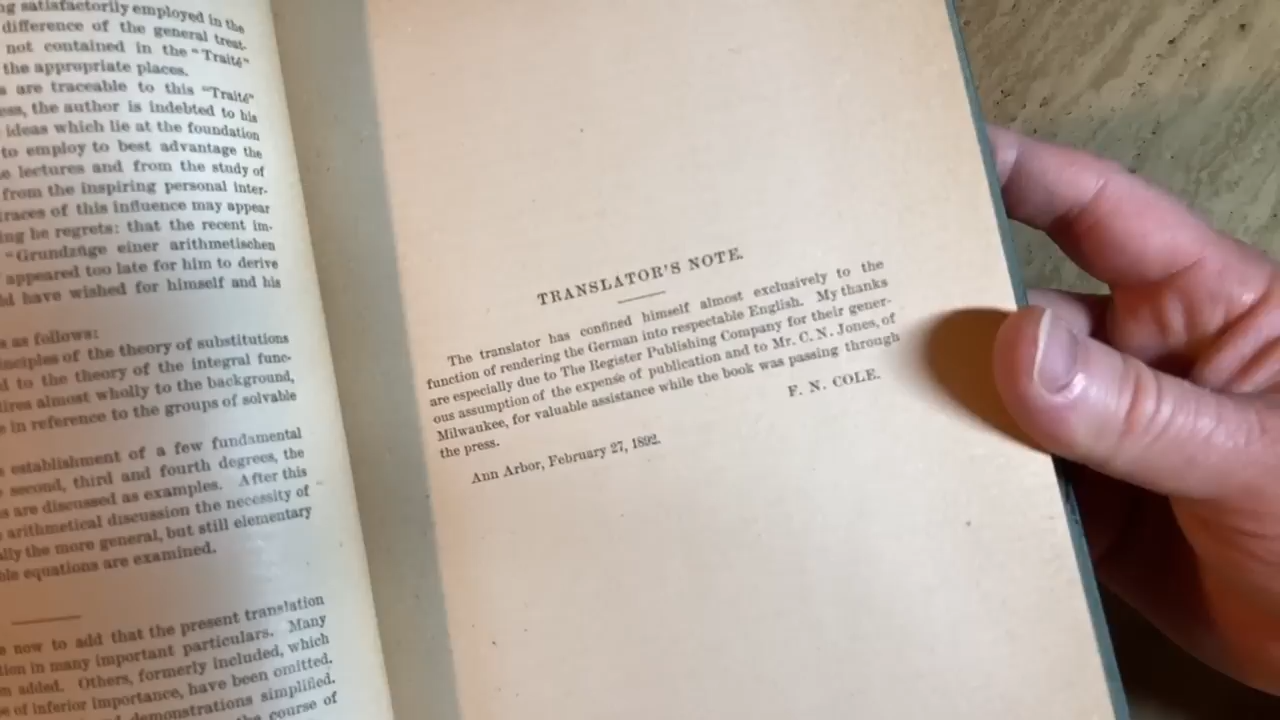 ng satisfactorily employed in the
difference of the general treat-
not contained in the "Traité"
the appropriate places.
are traceable to this "Traité"
ess, the author is indebted to his
ideas which lie at the foundation
to employ to best advantage the
lectures and from the study of
from the inspiring personal inter-
traces of this influence may appear
ing he regrets: that the recent im-
"Grundzüge einer arithmetischen
appeared too late for him to derive
ld have wished for himself and his
s as follows:
nciples of the theory of substitutions
d to the theory of the integral func-
tires almost wholly to the background,
in reference to the groups of solvable
establishment of a few fundamental
second, third and fourth degrees, the
s are discussed as examples. After this
arithmetical discussion the necessity of
lly the more general, but still elementary
ble equations are examined.
now to add that the present translation
tion in many important particulars. Many
n added. Others, formerly included, which
of inferior importance, have been omitted.
demonstrations simplified.
the course of
TRANSLATOR'S NOTE.
The translator has confined himself almost exclusively to the
function of rendering the German into respectable English. My thanks
are especially due to The Register Publishing Company for their gener-
ous assumption of the expense of publication and to Mr. C. N. Jones, of
Milwaukee, for valuable assistance while the book was passing through
the press.
F. N. COLE.
Ann Arbor, February 27, 1892.